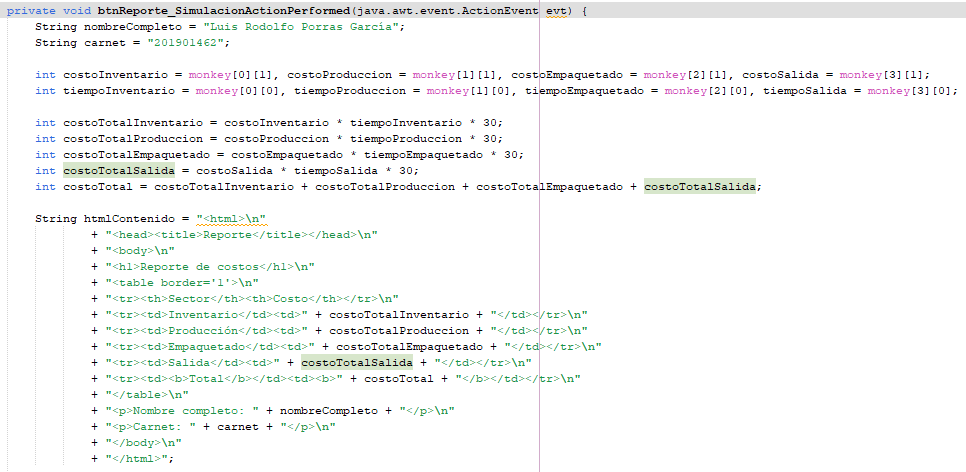 private void btnReporte_SimulacionActionPerformed(java.awt.event.ActionEvent evt) {
String nombreCompleto = "Luis Rodolfo Porras García";
String carnet = "201901462";
int costoInventario = monkey[0][1], costoProduccion = monkey[1][1], costoEmpaquetado = monkey[2][1], costoSalida = monkey[3][1];
int tiempoInventario = monkey[0][0], tiempoProduccion = monkey[1][0], tiempoEmpaquetado = monkey[2][0], tiempoSalida = monkey[3][0];
int costoTotalInventario = costoInventario * tiempoInventario * 30;
int costoTotalProduccion = costoProduccion * tiempoProduccion * 30;
int costoTotalEmpaquetado = costoEmpaquetado * tiempoEmpaquetado * 30;
int costoTotalSalida = costoSalida * tiempoSalida * 30;
int costoTotal = costoTotalInventario + costoTotalProduccion + costoTotalEmpaquetado + costoTotalSalida;
String htmlContenido = "<html>\n"
+ "<head><title>Reporte</title></head>\n"
+ "<body>\n"
+ "<h1>Reporte de costos</h1>\n"
+ "<table border='1'>\n"
+ "<tr><th>Sector</th><th>Costo</th></tr>\n"
+ "<tr><td>Inventario</td><td>" + costoTotalInventario + "</td></tr>\n"
+ "<tr><td>Producción</td><td>" + costoTotalProduccion + "</td></tr>\n"
+ "<tr><td>Empaquetado</td><td>" + costoTotalEmpaquetado + "</td></tr>\n"
+ "<tr><td>Salida</td><td>" + costoTotalSalida + "</td></tr>\n"
+ "<tr><td><b>Total</b></td><td><b>" + costoTotal + "</b></td></tr>\n"
+ "</table>\n"
+ "<p>Nombre completo: " + nombreCompleto + "</p>\n"
+ "<p>Carnet: " + carnet + "</p>\n"
+ "</body>\n"
+ "</html>";